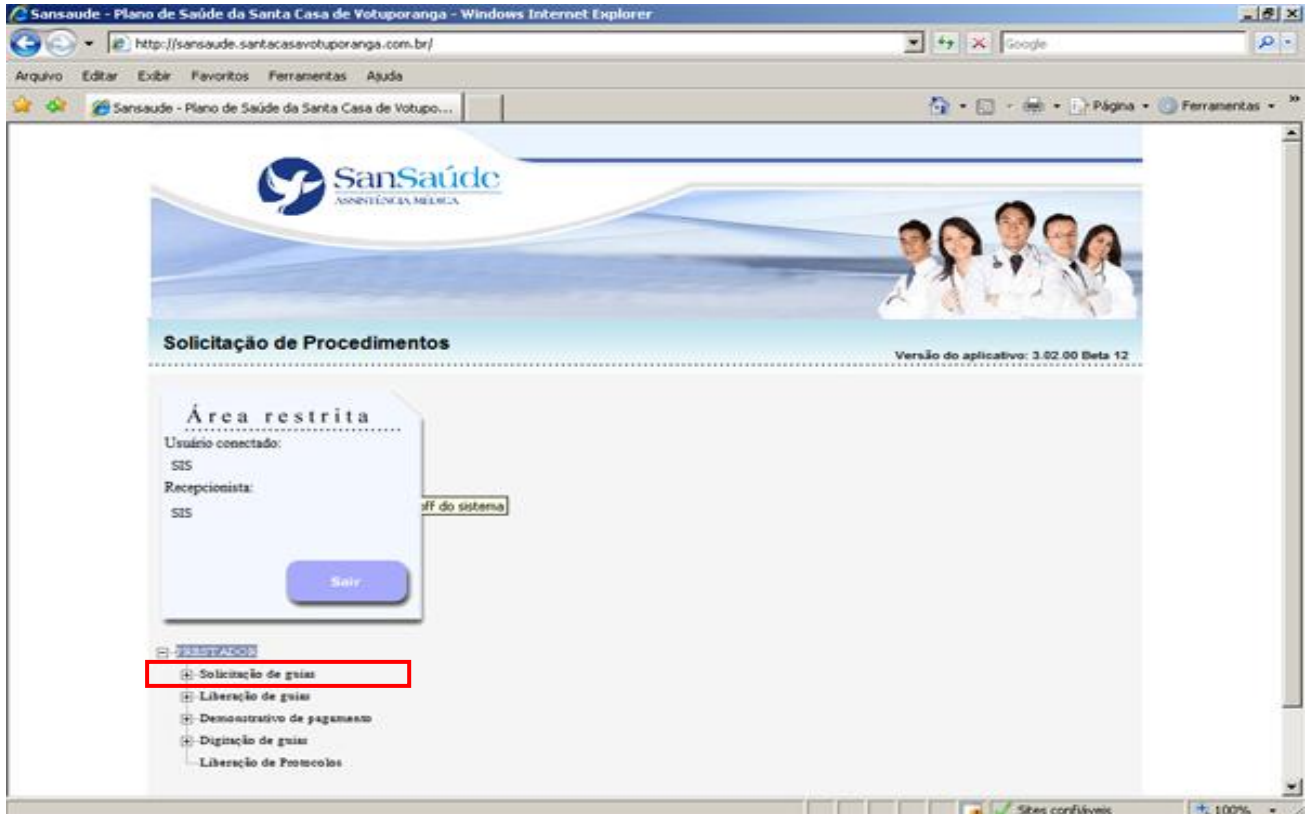 Sansaude - Plano de Saúde da Santa Casa de Votuporanga - Windows Internet Explorer
http://sansaude.santacasavotuporanga.com.br/
Google
Arquivo Editar Exibir Favoritos Ferramentas Ajuda
Sansaude - Plano de Saúde da Santa Casa de Votupo...
Página
Ferramentas
SanSaúde
ASSISTÊNCIA MÉDICA
Solicitação de Procedimentos
Versão do aplicativo: 3.02.00 Beta 12
Área restrita
Usuário conectado:
SIS
Recepcionista:
off do sistema
SIS
Sair
PRESTADOR
Solicitação de guias
Liberação de guias
Demonstrativo de pagamento
Digitação de guias
Liberação de Protocolos
Sites confiáveis
100%